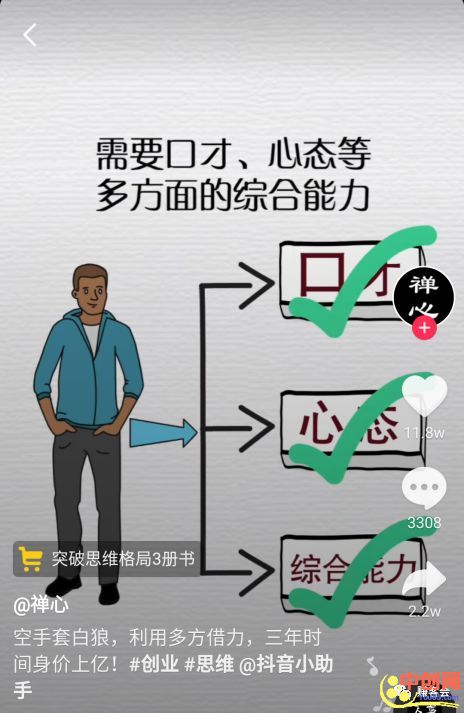 需要口才、心态等
多方面的综合能力
口才
禅
心
心态
11.8w
3308
综合能力
突破思维格局3册书
2.2w
@禅心
空手套白狼，利用多方借力，三年时
间身价上亿！#创业 #思维 @抖音小助
手
中创网